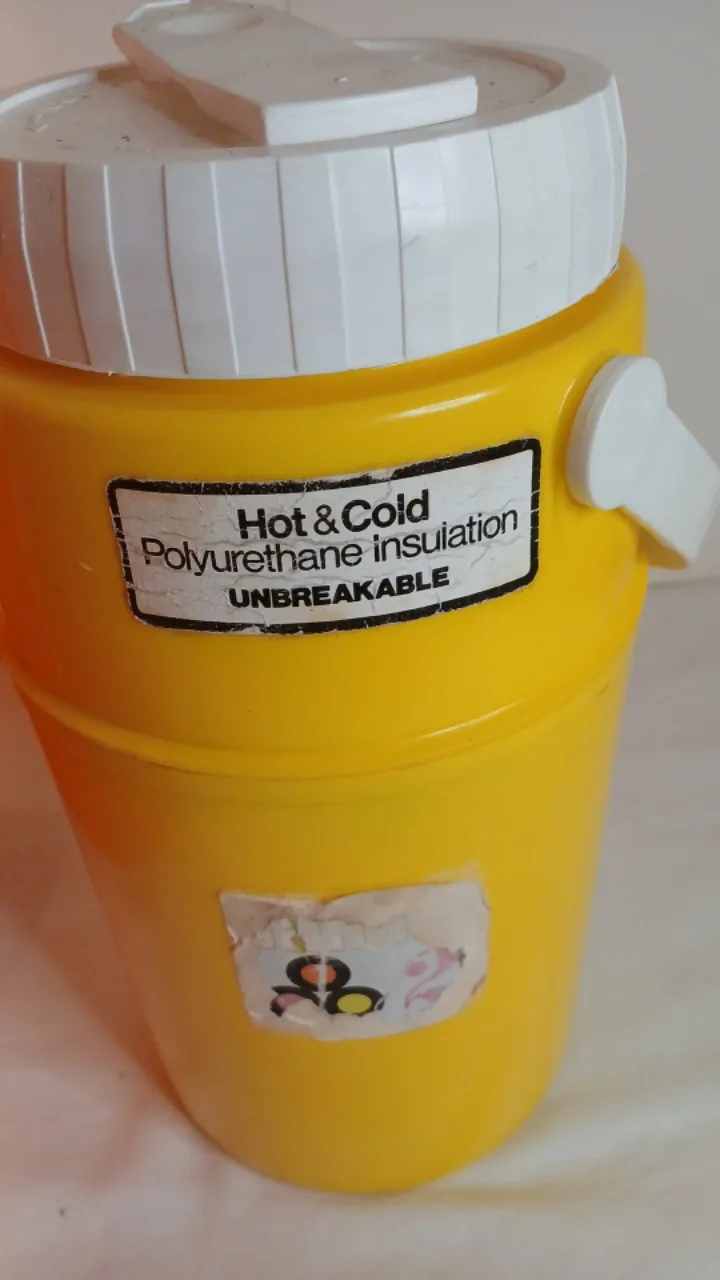 Hot & Cold
Polyurethane insulation
UNBREAKABLE